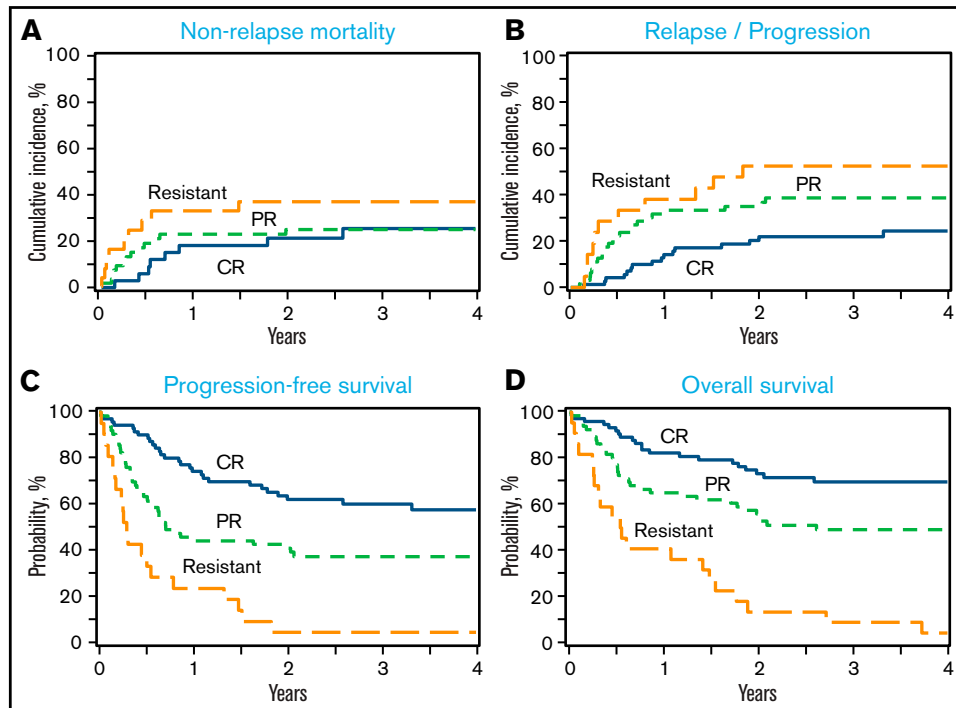 A
Non-relapse mortality
Cumulative incidence, %
100
80
60
40
20
0
Resistant
PR
CR
0
1
2
3
4
Years
B
Relapse / Progression
Cumulative incidence, %
100
80
60
40
20
0
Resistant
PR
CR
0
1
2
3
4
Years
C
Progression-free survival
Probability, %
100
80
60
40
20
0
CR
PR
Resistant
0
1
2
3
4
Years
D
Overall survival
Probability, %
100
80
60
40
20
0
CR
PR
Resistant
0
1
2
3
4
Years